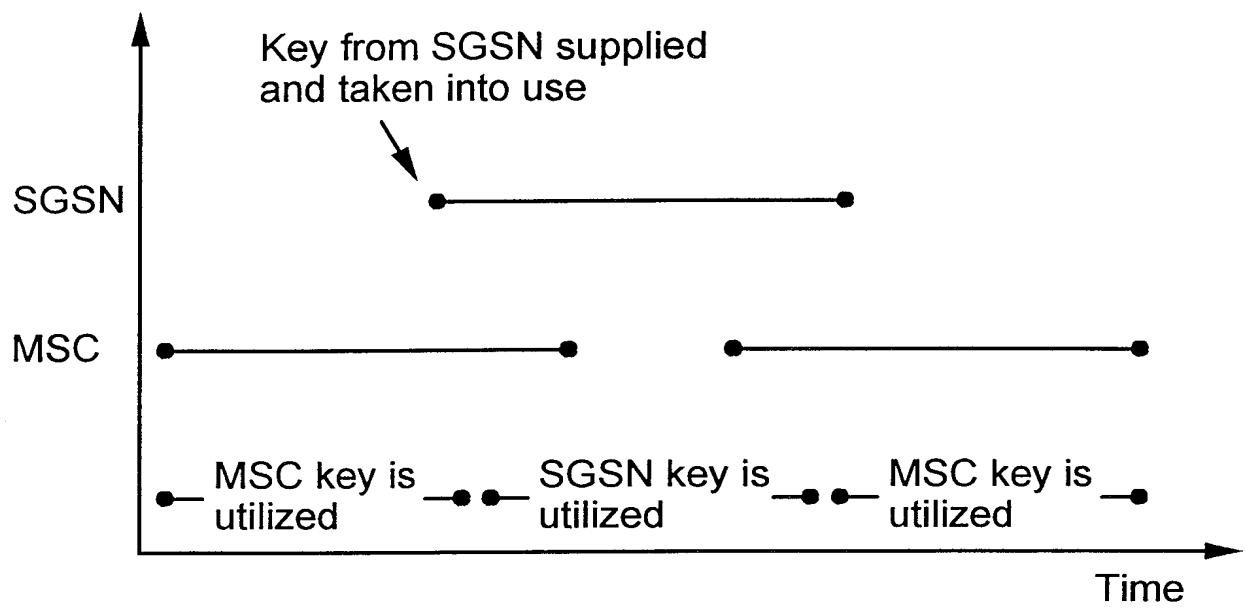 Key from SGSN supplied
and taken into use
SGSN
MSC
MSC key is
utilized
SGSN key is
utilized
MSC key is
utilized
Time